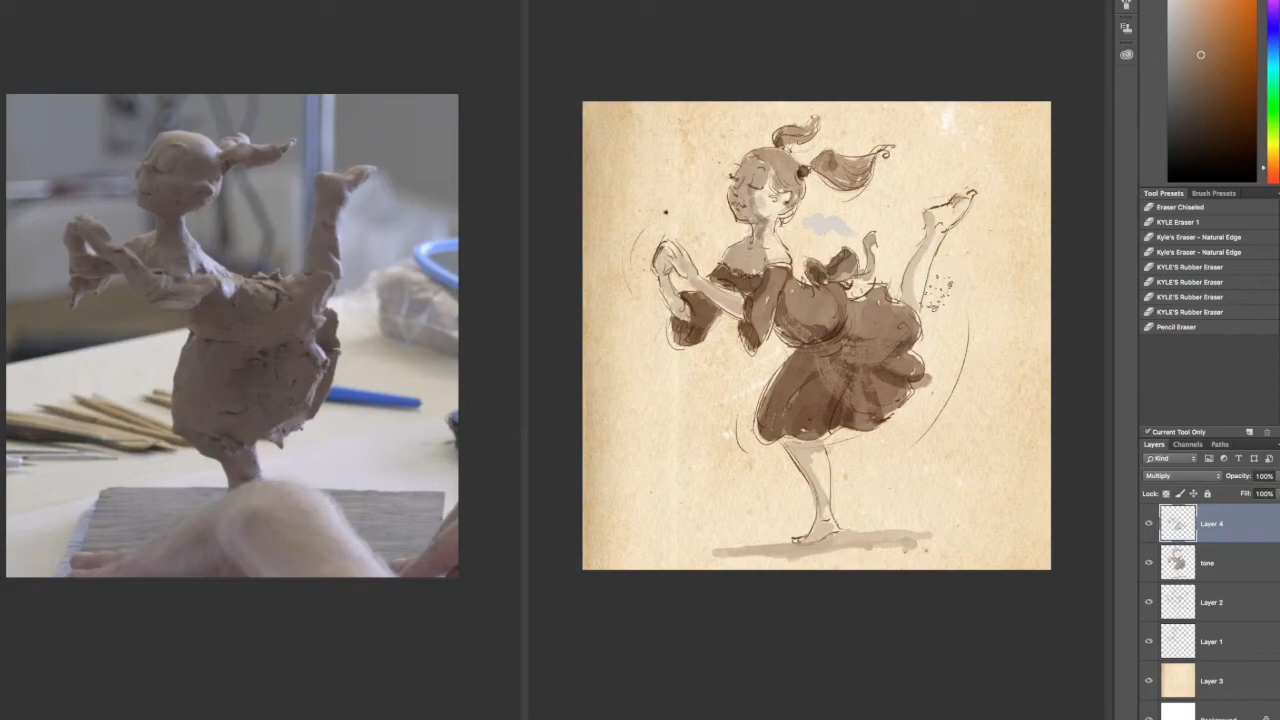 Tool Presets Brush Presets
Eraser Chiseled
KYLE Eraser 1
Kyle's Eraser - Natural Edge
Kyle's Eraser - Natural Edge
KYLE'S Rubber Eraser
KYLE'S Rubber Eraser
KYLE'S Rubber Eraser
KYLE'S Rubber Eraser
Pencil Eraser
Current Tool Only
Layers Channels Paths
Kind
Multiply Opacity: 100%
Lock: Fill: 100%
Layer 4
tone
Layer 2
Layer 1
Layer 3